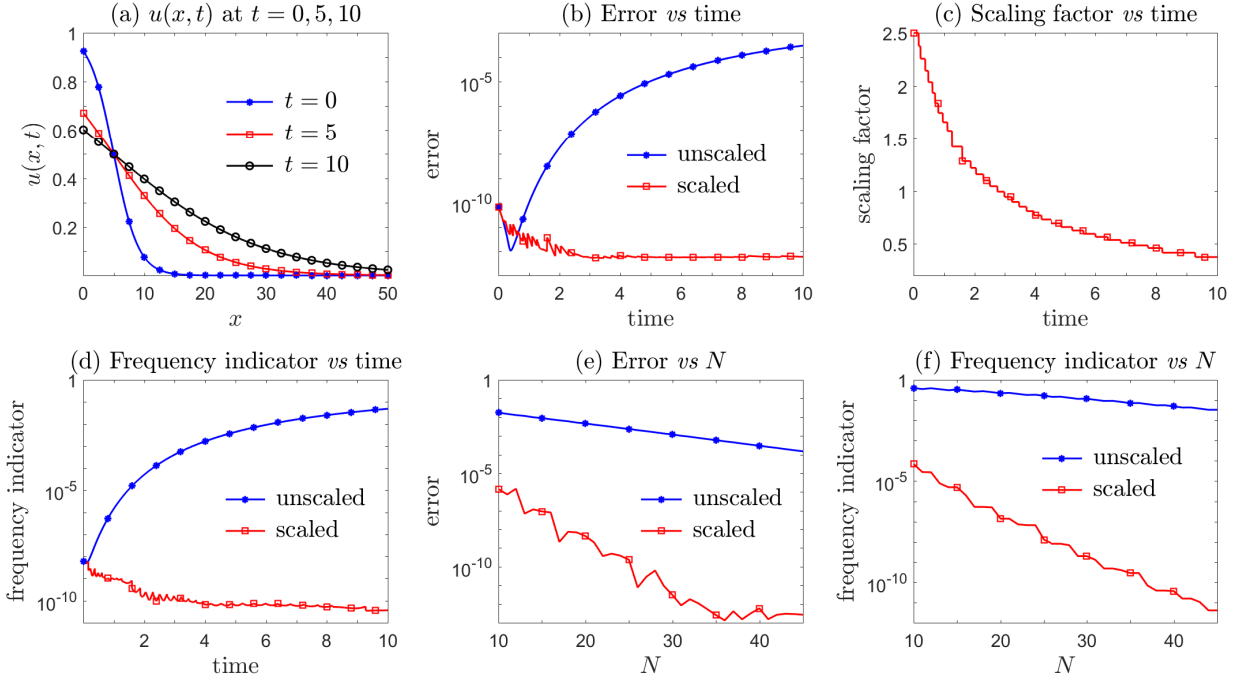 (a) u(x,t) at t = 0, 5, 10
1
0.8
0.6
0.4
0.2
0 10 20 30 40 50
x
u(x,t)
t = 0
t = 5
t = 10
(b) Error vs time
10^{-5}
10^{-10}
0 2 4 6 8 10
time
error
unscaled
scaled
(c) Scaling factor vs time
2.5
2
1.5
1
0.5
0 2 4 6 8 10
time
scaling factor
(d) Frequency indicator vs time
1
10^{-5}
10^{-10}
2 4 6 8 10
time
frequency indicator
unscaled
scaled
(e) Error vs N
1
10^{-5}
10^{-10}
10 20 30 40
N
error
unscaled
scaled
(f) Frequency indicator vs N
1
10^{-5}
10^{-10}
10 20 30 40
N
frequency indicator
unscaled
scaled